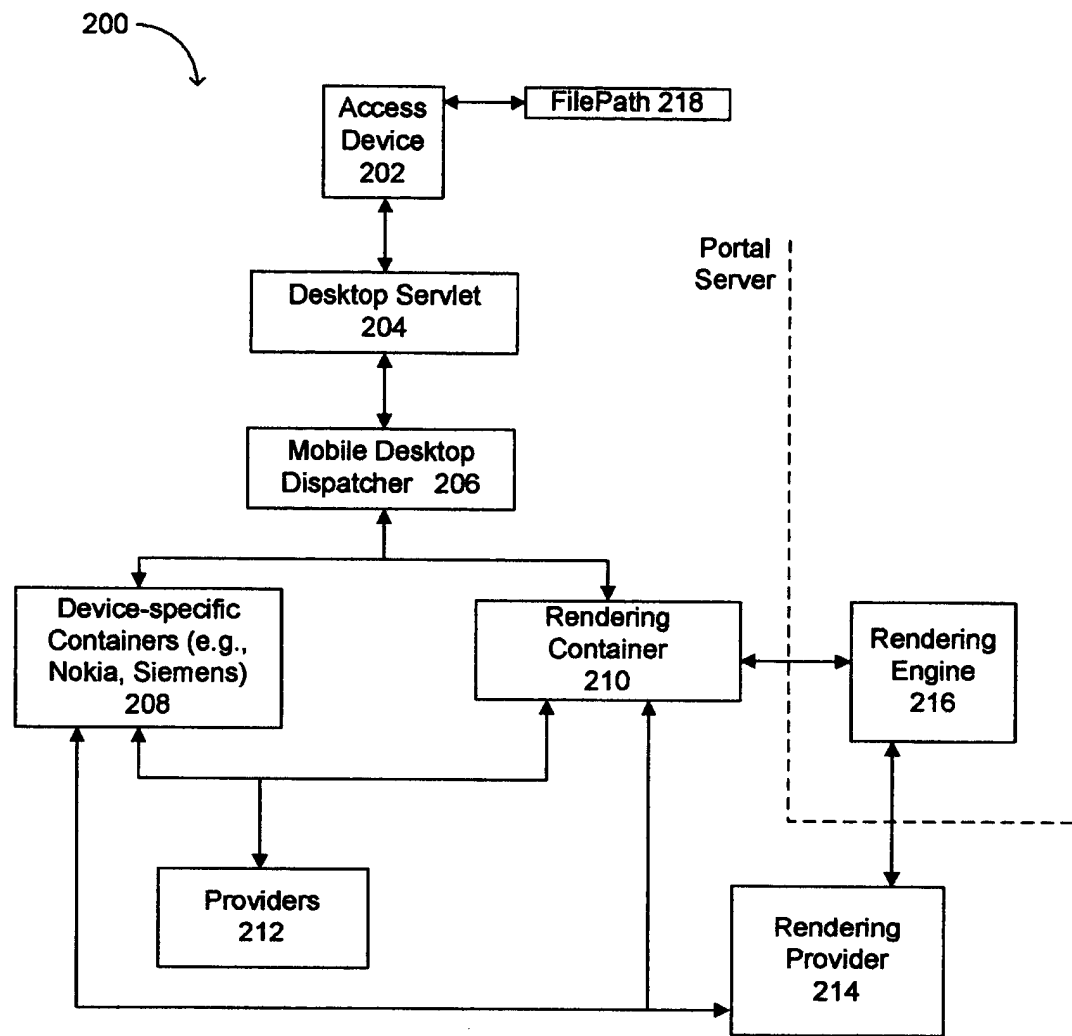 200
Access
Device
202
FilePath 218
Desktop Servlet
204
Portal
Server
Mobile Desktop
Dispatcher 206
Device-specific
Containers (e.g.,
Nokia, Siemens)
208
Rendering
Container
210
Rendering
Engine
216
Providers
212
Rendering
Provider
214